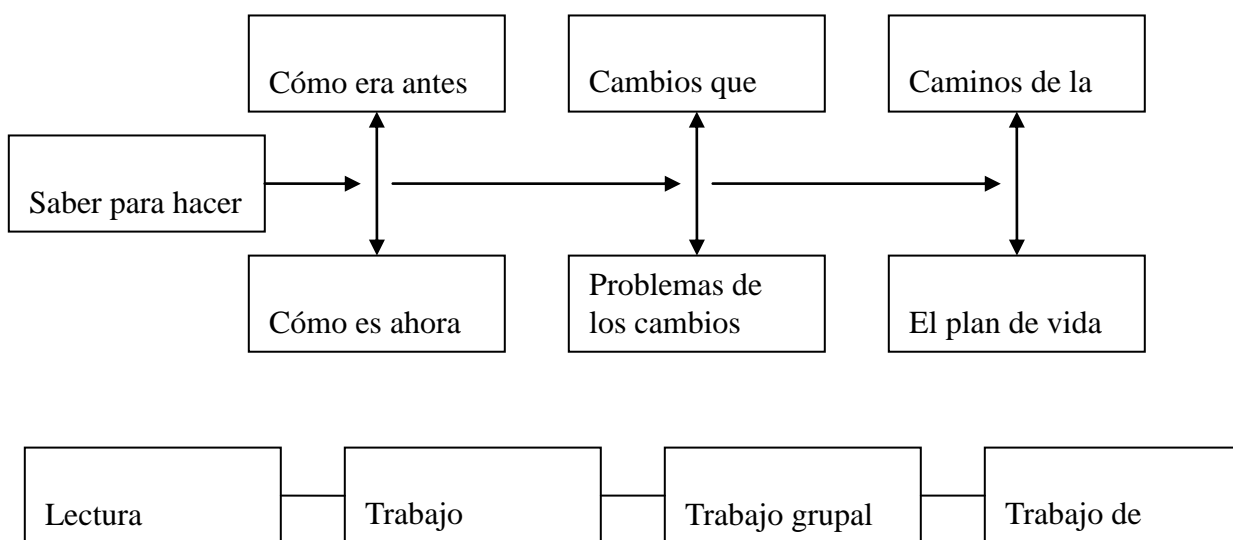 Cómo era antes
Cambios que
Caminos de la
Saber para hacer
Cómo es ahora
Problemas de
los cambios
El plan de vida
Lectura
Trabajo
Trabajo grupal
Trabajo de